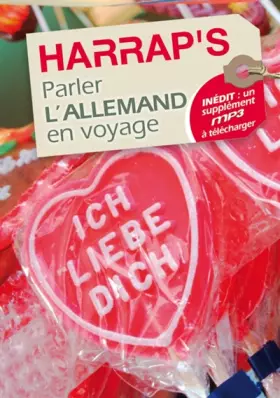 HARRAP'S
Parler
L'ALLEMAND
en voyage
INÉDIT : un
supplément
MP3
à télécharger
ICH
LIEBE
DICH